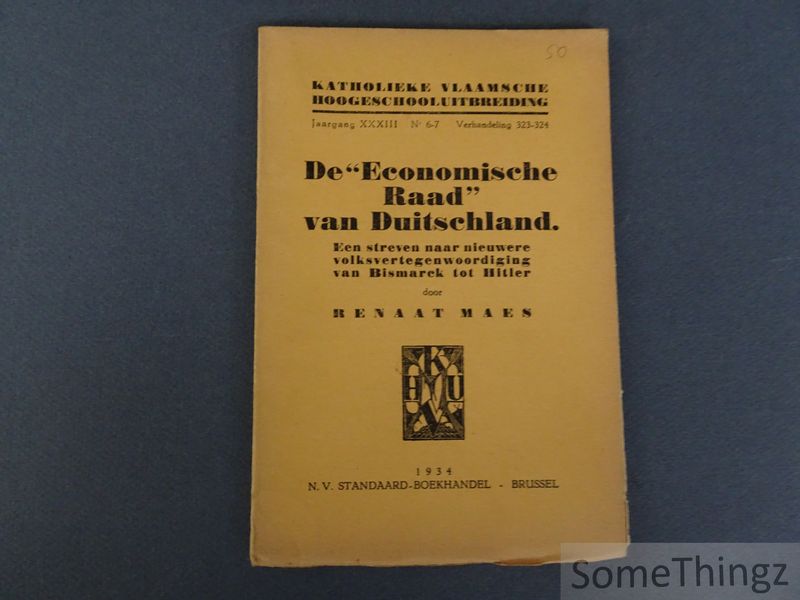 50
KATHOLIEKE VLAAMSCHE
HOOGESCHOOLUITBREIDING
Jaargang XXXIII Nr 6-7 Verhandeling 323-324
De "Economische
Raad"
van Duitschland.
Een streven naar nieuwere
volksvertegenwoordiging
van Bismarck tot Hitler
door
RENAAT MAES
K
H V U
V
1934
N. V. STANDAARD-BOEKHANDEL - BRUSSEL
SomeThingz